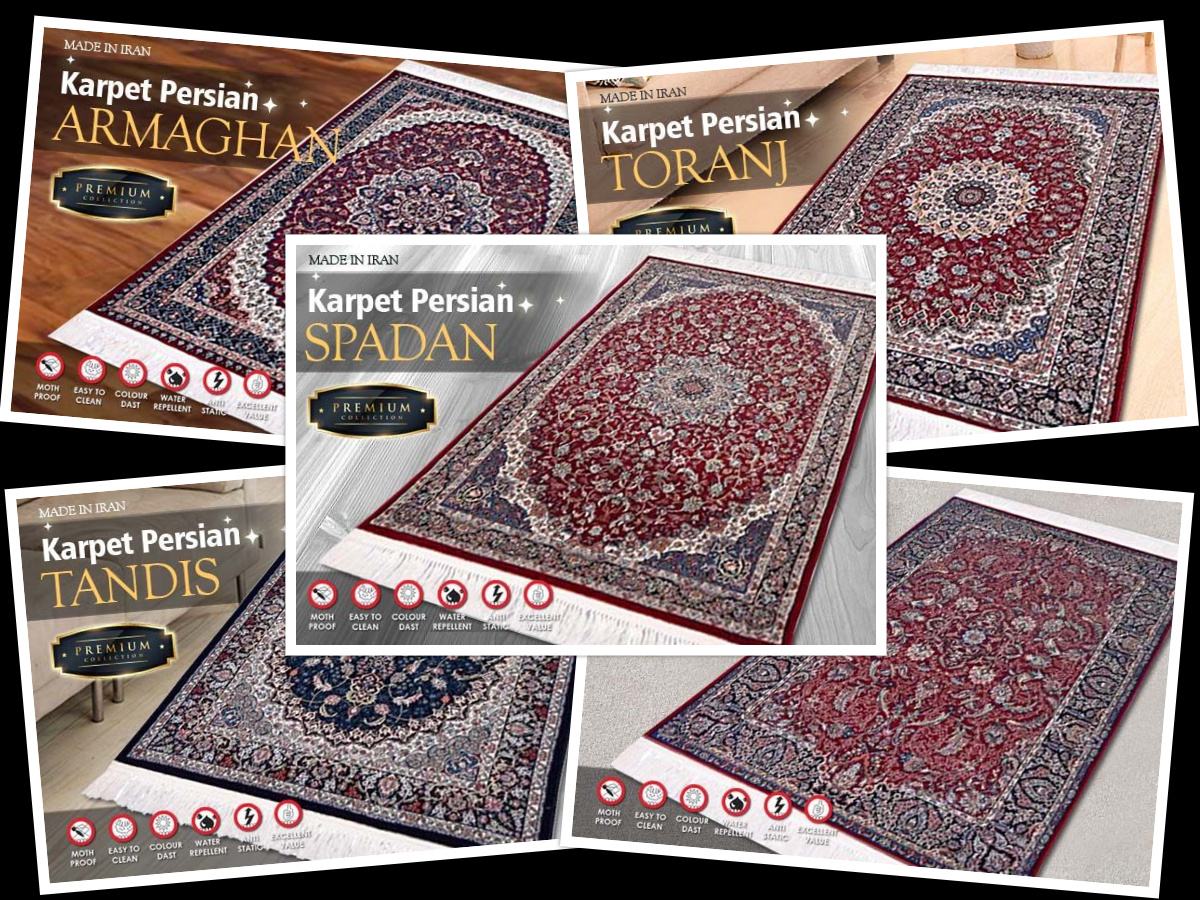 MADE IN IRAN
Karpet Persian
ARMAGHAN
PREMIUM
COLLECTION
MOTH PROOF
EASY TO CLEAN
COLOUR DAST
WATER REPELLENT
ANTI STATIC
EXCELLENT VALUE
MADE IN IRAN
Karpet Persian
TORANJ
PREMIUM
MADE IN IRAN
Karpet Persian
SPADAN
PREMIUM
COLLECTION
MOTH PROOF
EASY TO CLEAN
COLOUR DAST
WATER REPELLENT
ANTI STATIC
EXCELLENT VALUE
MADE IN IRAN
Karpet Persian
TANDIS
PREMIUM
COLLECTION
MOTH PROOF
EASY TO CLEAN
COLOUR DAST
WATER REPELLENT
ANTI STATIC
EXCELLENT VALUE
MOTH PROOF
EASY TO CLEAN
COLOUR DAST
WATER REPELLENT
ANTI STATIC
EXCELLENT VALUE